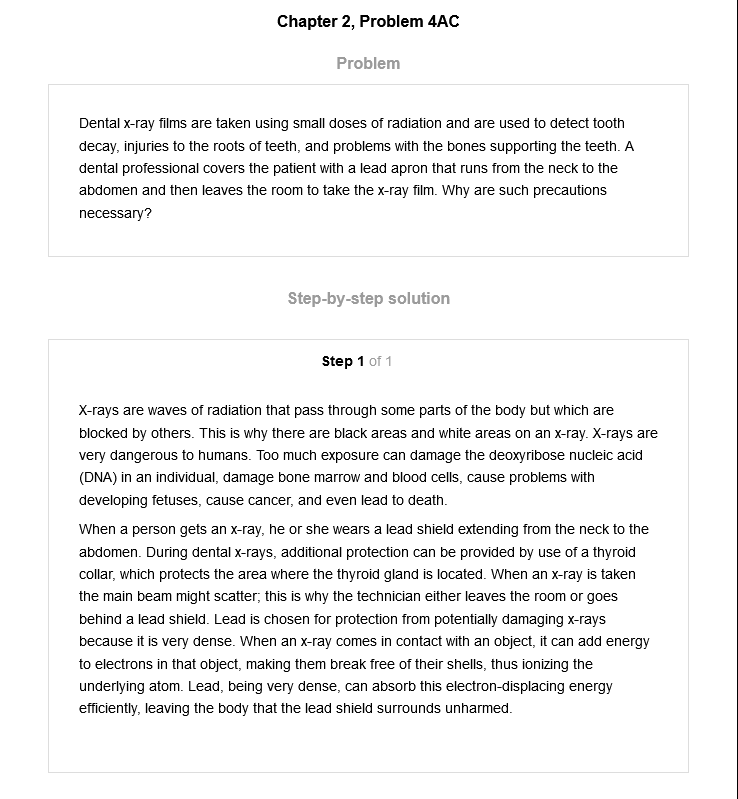 Chapter 2, Problem 4AC
Problem
Dental x-ray films are taken using small doses of radiation and are used to detect tooth
decay, injuries to the roots of teeth, and problems with the bones supporting the teeth. A
dental professional covers the patient with a lead apron that runs from the neck to the
abdomen and then leaves the room to take the x-ray film. Why are such precautions
necessary?
Step-by-step solution
Step 1 of 1
X-rays are waves of radiation that pass through some parts of the body but which are
blocked by others. This is why there are black areas and white areas on an x-ray. X-rays are
very dangerous to humans. Too much exposure can damage the deoxyribose nucleic acid
(DNA) in an individual, damage bone marrow and blood cells, cause problems with
developing fetuses, cause cancer, and even lead to death.
When a person gets an x-ray, he or she wears a lead shield extending from the neck to the
abdomen. During dental x-rays, additional protection can be provided by use of a thyroid
collar, which protects the area where the thyroid gland is located. When an x-ray is taken
the main beam might scatter; this is why the technician either leaves the room or goes
behind a lead shield. Lead is chosen for protection from potentially damaging x-rays
because it is very dense. When an x-ray comes in contact with an object, it can add energy
to electrons in that object, making them break free of their shells, thus ionizing the
underlying atom. Lead, being very dense, can absorb this electron-displacing energy
efficiently, leaving the body that the lead shield surrounds unharmed.